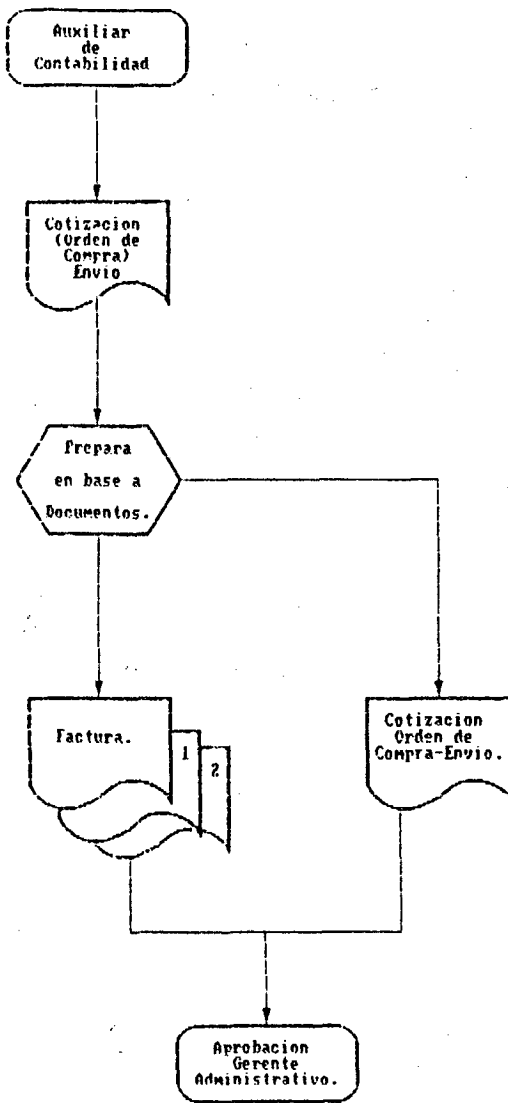 Auxiliar
de
Contabilidad
Cotizacion
(Orden de
Compra)
Envio
Prepara
en base a
Documentos.
Factura.
1
2
Cotizacion
Orden de
Compra-Envio.
Aprobacion
Gerente
Administrativo.